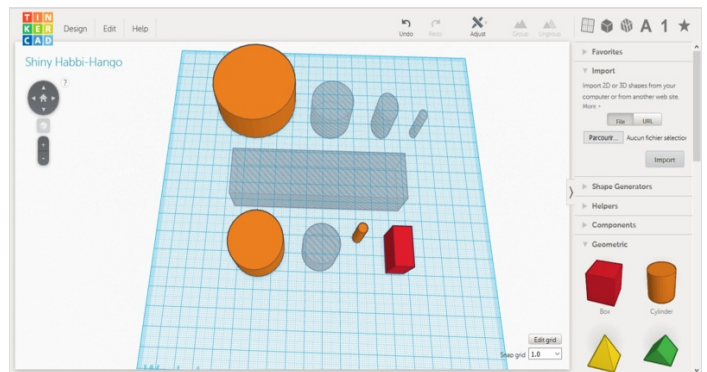 TIN
KER
CAD
Design Edit Help
Undo Redo Adjust Group Ungroup
A 1
Shiny Habbi-Hango
?
Favorites
Import
Import 2D or 3D shapes from your
computer or from another web site.
More
File URL
Parcourir... Aucun fichier sélection
Import
Shape Generators
Helpers
Components
Geometric
Box Cylinder
Edit grid
Snap grid 1.0